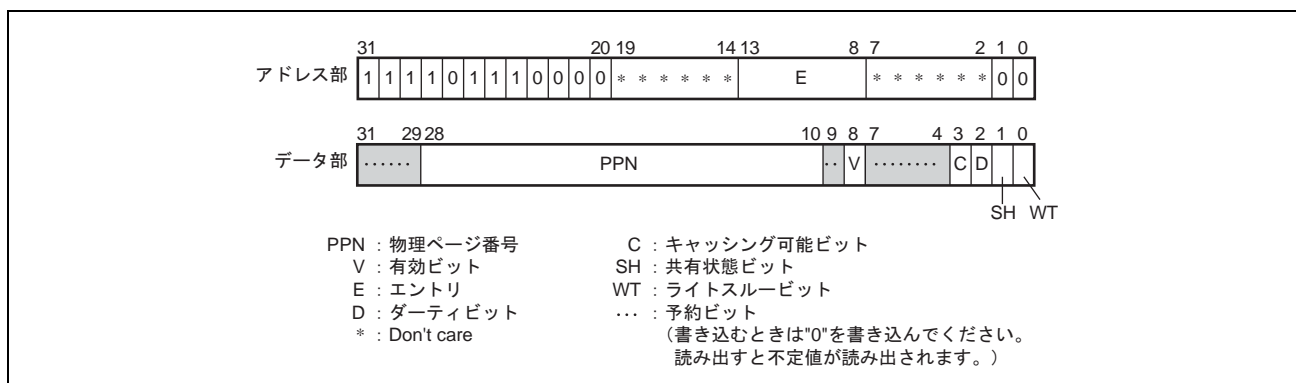 31 20 19 14 13 8 7 2 1 0
アドレス部 1 1 1 1 0 1 1 1 0 0 0 0 * * * * * * E * * * * * * 0 0
31 29 28 10 9 8 7 4 3 2 1 0
データ部 ...... PPN .. V ........ C D
SH WT
PPN : 物理ページ番号 C : キャッシング可能ビット
V : 有効ビット SH : 共有状態ビット
E : エントリ WT : ライトスルービット
D : ダーティビット ... : 予約ビット
* : Don't care (書き込むときは"0"を書き込んでください。
読み出すと不定値が読み出されます。)